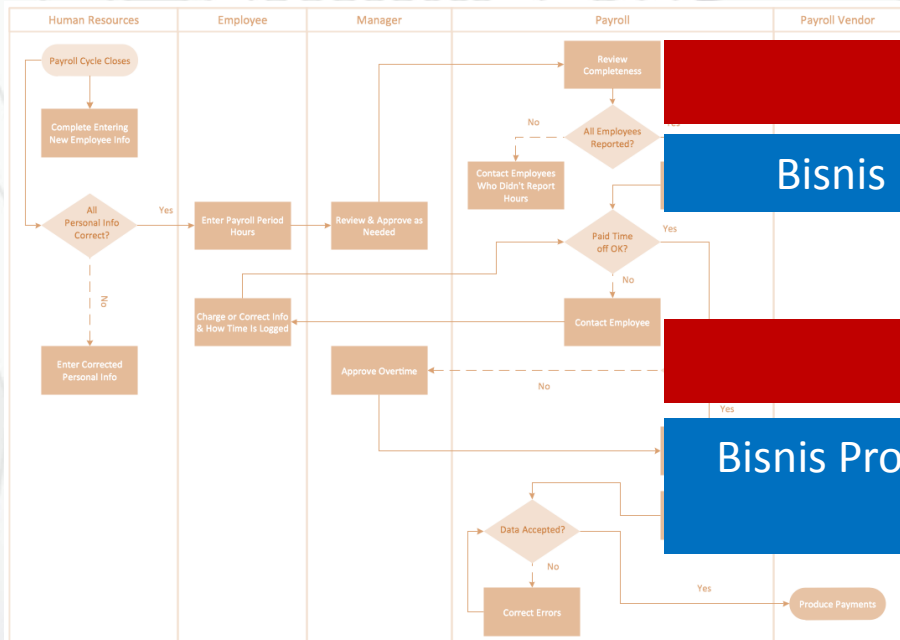 Human Resources
Employee
Manager
Payroll
Payroll Vendor
Payroll Cycle Closes
Complete Entering
New Employee Info
All
Personal Info
Correct?
Yes
No
Enter Corrected
Personal Info
Enter Payroll Period
Hours
Review & Approve as
Needed
Review
Completeness
All Employees
Reported?
No
Contact Employees
Who Didn't Report
Hours
Bisnis
Paid Time
off OK?
Yes
No
Contact Employee
Charge or Correct Info
& How Time Is Logged
Approve Overtime
No
Yes
Bisnis Pro
Data Accepted?
No
Correct Errors
Yes
Produce Payments